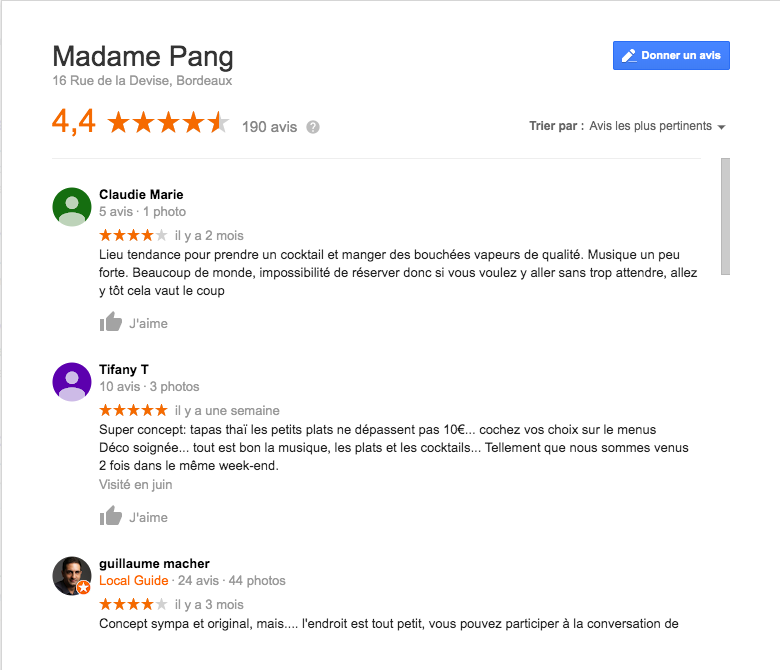 Madame Pang
Donner un avis
16 Rue de la Devise, Bordeaux
4,4
190 avis ?
Trier par : Avis les plus pertinents
Claudie Marie
5 avis · 1 photo
il y a 2 mois
Lieu tendance pour prendre un cocktail et manger des bouchées vapeurs de qualité. Musique un peu
forte. Beaucoup de monde, impossibilité de réserver donc si vous voulez y aller sans trop attendre, allez
y tôt cela vaut le coup
J'aime
Tifany T
10 avis · 3 photos
il y a une semaine
Super concept: tapas thaï les petits plats ne dépassent pas 10€... cochez vos choix sur le menus
Déco soignée... tout est bon la musique, les plats et les cocktails... Tellement que nous sommes venus
2 fois dans le même week-end.
Visité en juin
J'aime
guillaume macher
Local Guide · 24 avis · 44 photos
il y a 3 mois
Concept sympa et original, mais.... l'endroit est tout petit, vous pouvez participer à la conversation de